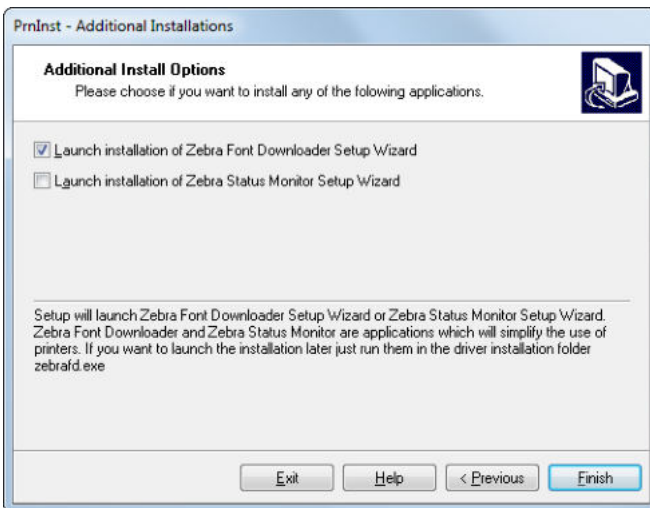 PrnInst - Additional Installations
Additional Install Options
Please choose if you want to install any of the folowing applications.
Launch installation of Zebra Font Downloader Setup Wizard
Launch installation of Zebra Status Monitor Setup Wizard
Setup will launch Zebra Font Downloader Setup Wizard or Zebra Status Monitor Setup Wizard.
Zebra Font Downloader and Zebra Status Monitor are applications which will simplify the use of
printers. If you want to launch the installation later just run them in the driver installation folder
zebrafd.exe
Exit Help < Previous Finish